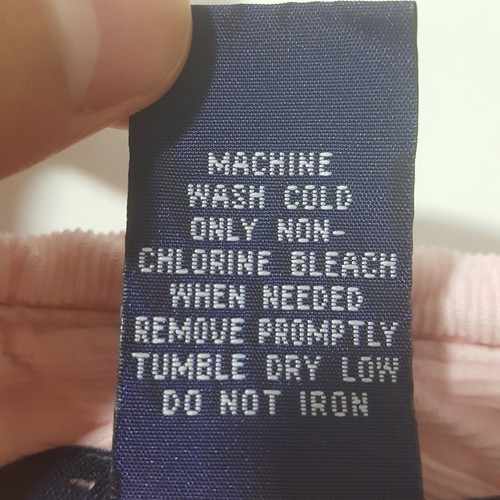 MACHINE
WASH COLD
ONLY NON-
CHLORINE BLEACH
WHEN NEEDED
REMOVE PROMPTLY
TUMBLE DRY LOW
DO NOT IRON